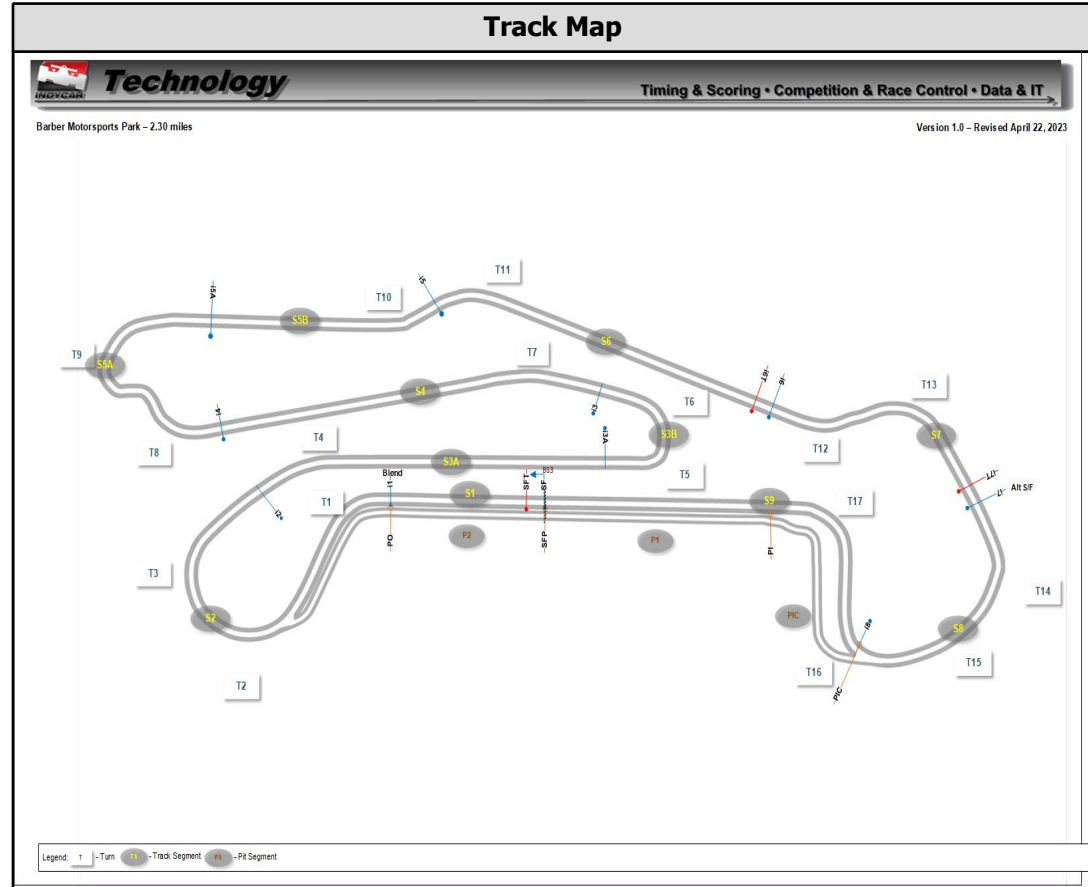 Track Map
INDYCAR
Technology
Timing & Scoring • Competition & Race Control • Data & IT
Barber Motorsports Park – 2.30 miles
Version 1.0 – Revised April 22, 2023
T11
I5
I5A
T10
S5B
S6
T9
S5A
T7
I6T
I6
T13
S4
I3
T6
I4
I3A
S3B
S7
T8
T4
T12
S3A
T5
Blend
BS3
I7T
I7
Alt S/F
I1
S1
SFT
SF
S9
T1
T17
I2
PO
P2
SFP
P1
PI
T3
T14
S2
PIC
I8
S8
T15
T16
T2
PIC
Legend: T - Turn TS - Track Segment PS - Pit Segment